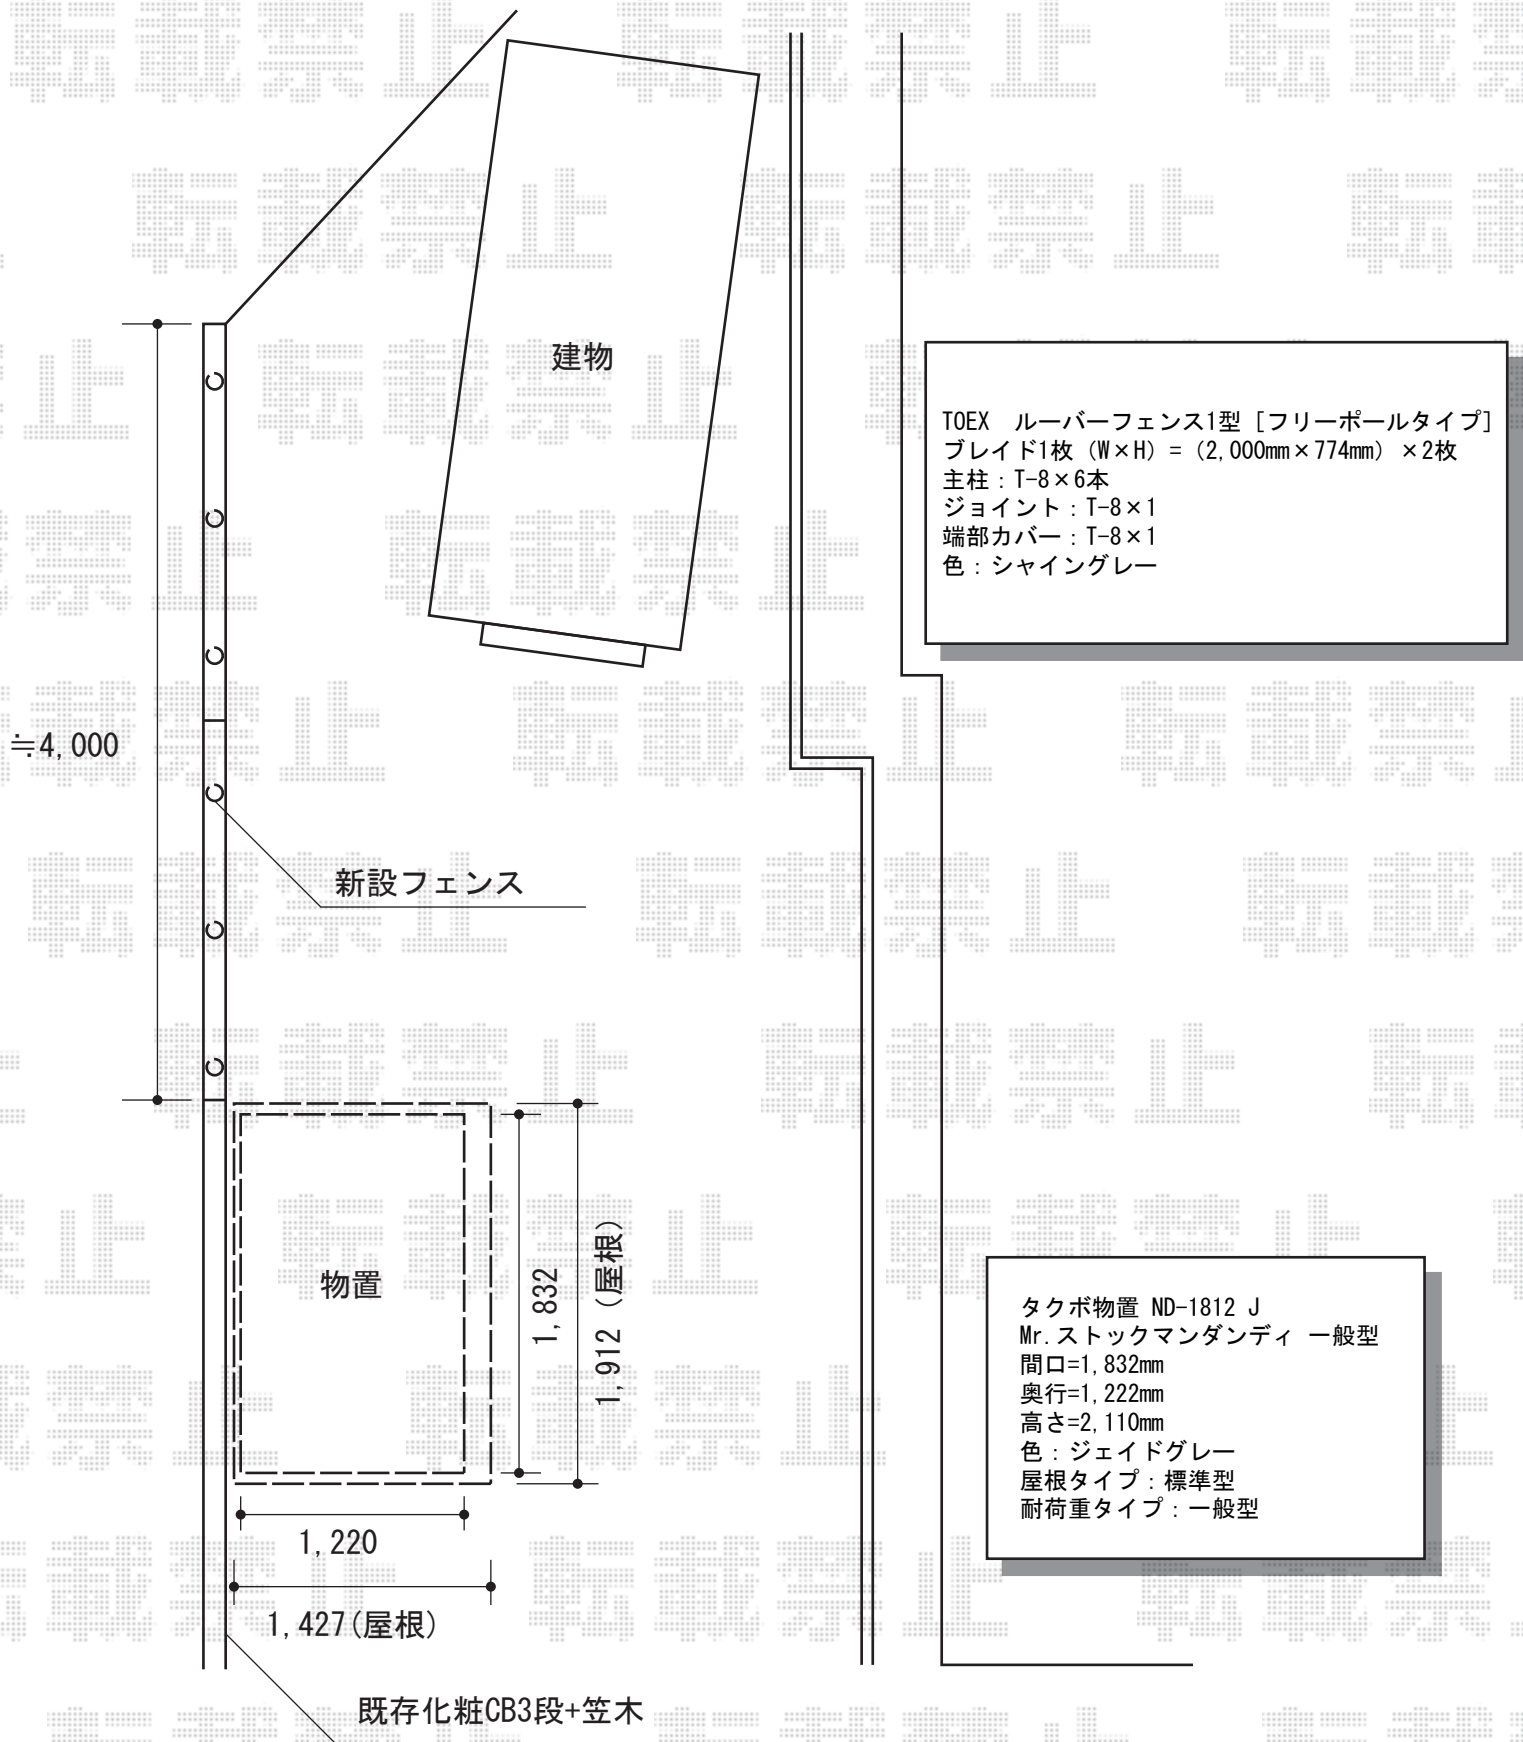 建物
TOEX　ルーバーフェンス1型［フリーポールタイプ］
ブレイド1枚（W×H）=（2,000mm×774mm）×2枚
主柱：T-8×6本
ジョイント：T-8×1
端部カバー：T-8×1
色：シャイングレー
≒4,000
新設フェンス
物置
1,832
1,912（屋根）
1,220
1,427(屋根)
タクボ物置 ND-1812 J
Mr.ストックマンダンディ 一般型
間口=1,832mm
奥行=1,222mm
高さ=2,110mm
色：ジェイドグレー
屋根タイプ：標準型
耐荷重タイプ：一般型
既存化粧CB3段+笠木
転載禁止